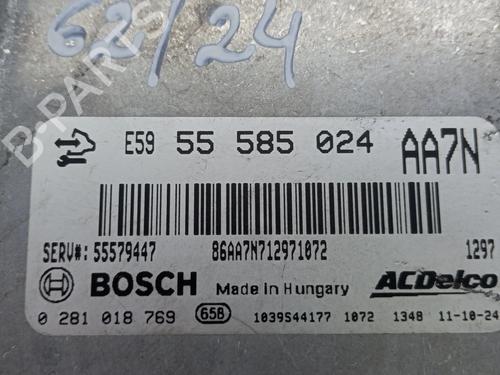 62/24
B-PARTS
E59 55 585 024 AA7N
SERV#: 55579447 86AA7N712971072 1297
BOSCH Made in Hungary ACDelco
0 281 018 769 658 1039S44177 1072 1348 11-10-24